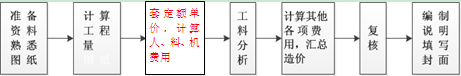 准备
资料
熟悉
图纸
计算
工程
量
套定额单
价，计算
人、料、机
费用
工
料
分
析
计算其他
各项费
用，汇总
造价
复
核
编制
说明
填写
封面